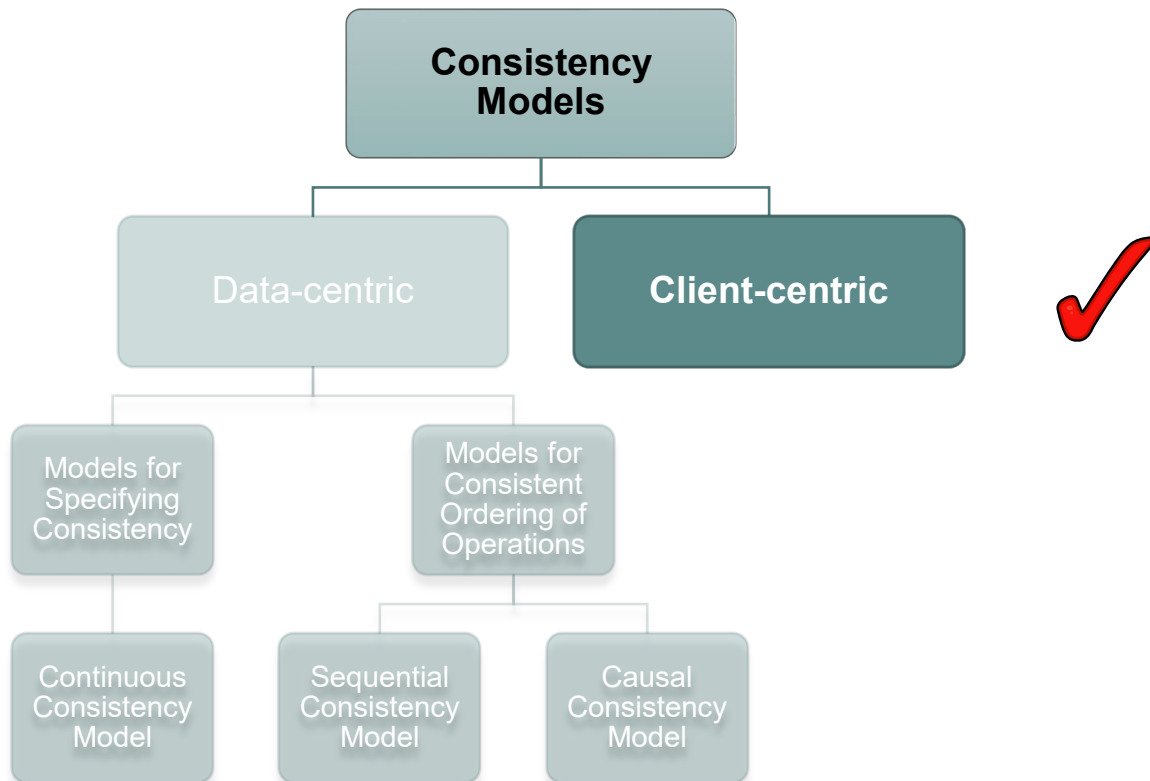 Consistency
Models
Data-centric
Client-centric
Models for
Specifying
Consistency
Models for
Consistent
Ordering of
Operations
Continuous
Consistency
Model
Sequential
Consistency
Model
Causal
Consistency
Model